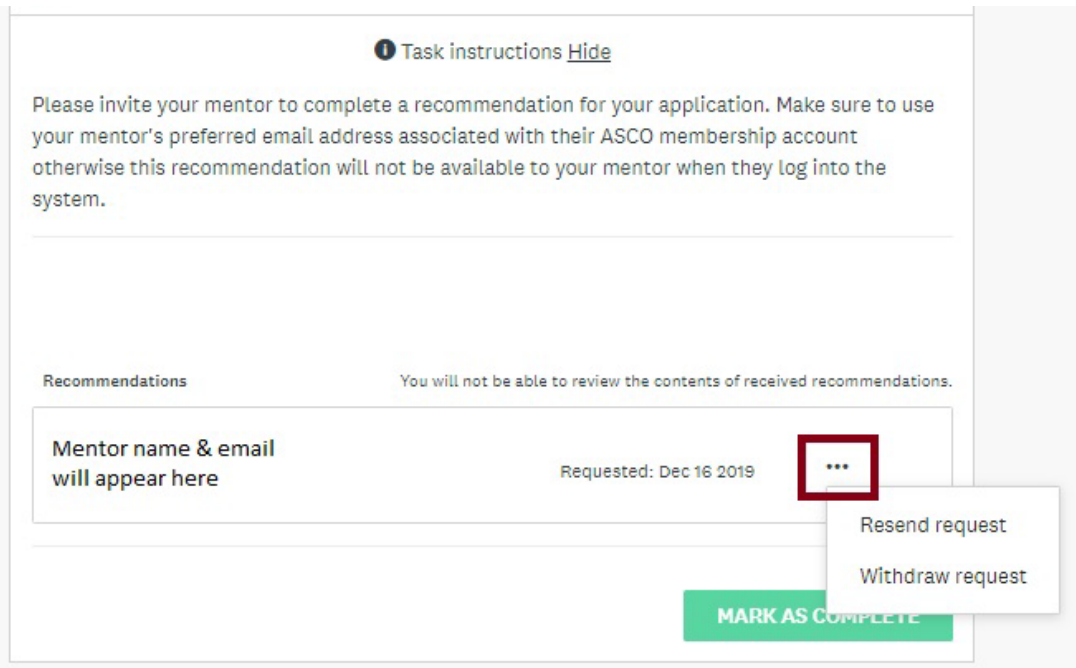 Task instructions Hide
Please invite your mentor to complete a recommendation for your application. Make sure to use
your mentor's preferred email address associated with their ASCO membership account
otherwise this recommendation will not be available to your mentor when they log into the
system.
Recommendations You will not be able to review the contents of received recommendations.
Mentor name & email
will appear here
Requested: Dec 16 2019 •••
Resend request
Withdraw request
MARK AS COMPLETE